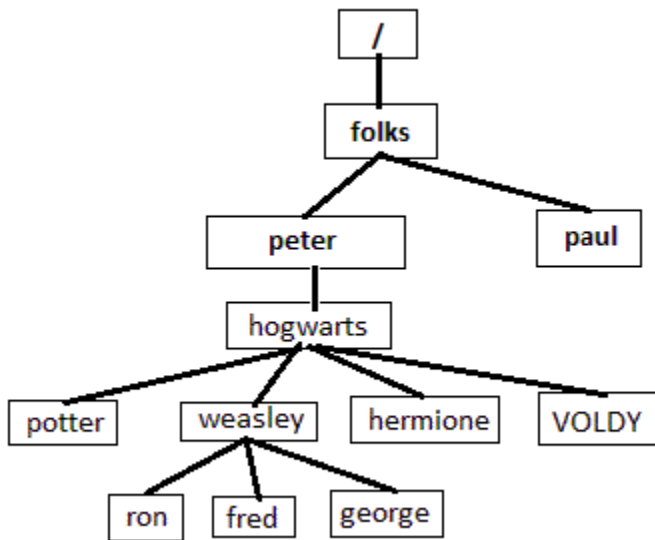 /
folks
peter
paul
hogwarts
potter
weasley
hermione
VOLDY
ron
fred
george